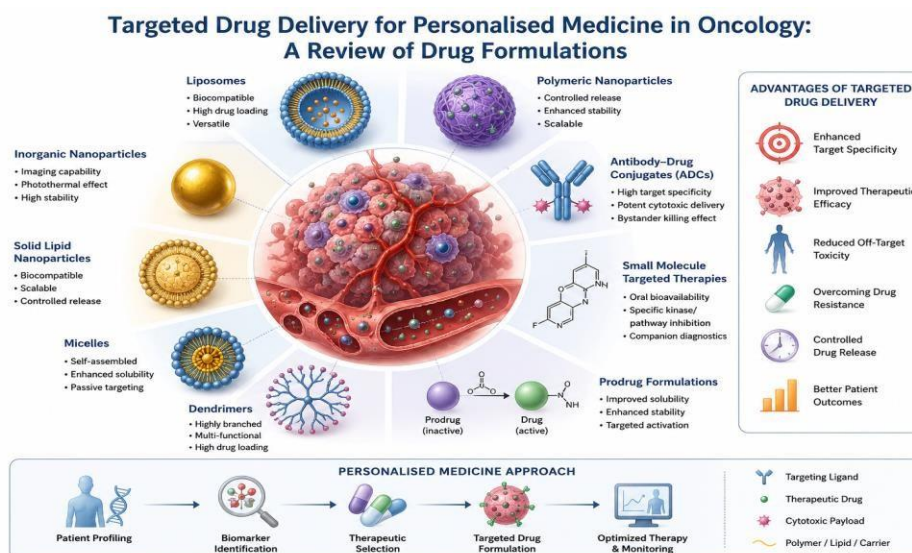 Targeted Drug Delivery for Personalised Medicine in Oncology:
A Review of Drug Formulations
Liposomes
• Biocompatible
• High drug loading
• Versatile
Polymeric Nanoparticles
• Controlled release
• Enhanced stability
• Scalable
Inorganic Nanoparticles
• Imaging capability
• Photothermal effect
• High stability
Antibody–Drug
Conjugates (ADCs)
• High target specificity
• Potent cytotoxic delivery
• Bystander killing effect
Solid Lipid
Nanoparticles
• Biocompatible
• Scalable
• Controlled release
Small Molecule
Targeted Therapies
• Oral bioavailability
• Specific kinase/
pathway inhibition
• Companion diagnostics
NH
O
N
F
N
Micelles
• Self-assembled
• Enhanced solubility
• Passive targeting
Dendrimers
• Highly branched
• Multi-functional
• High drug loading
Prodrug
(inactive)
Drug
(active)
O
NH
Prodrug Formulations
• Improved solubility
• Enhanced stability
• Targeted activation
ADVANTAGES OF TARGETED
DRUG DELIVERY
Enhanced
Target Specificity
Improved Therapeutic
Efficacy
Reduced Off-Target
Toxicity
Overcoming Drug
Resistance
Controlled
Drug Release
Better Patient
Outcomes
PERSONALISED MEDICINE APPROACH
Patient Profiling
Biomarker
Identification
Therapeutic
Selection
Targeted Drug
Formulation
Optimized Therapy
& Monitoring
Targeting Ligand
Therapeutic Drug
Cytotoxic Payload
Polymer / Lipid / Carrier